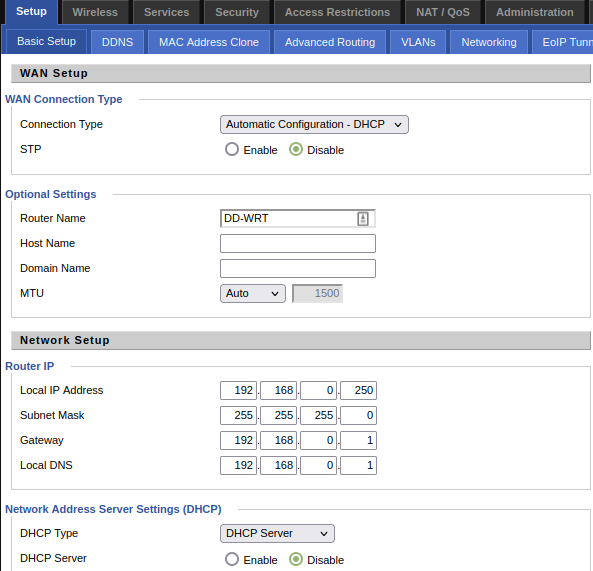 Setup Wireless Services Security Access Restrictions NAT / QoS Administration
Basic Setup DDNS MAC Address Clone Advanced Routing VLANs Networking EoIP Tunn
WAN Setup
WAN Connection Type
Connection Type Automatic Configuration - DHCP
STP Enable Disable
Optional Settings
Router Name DD-WRT
Host Name
Domain Name
MTU Auto 1500
Network Setup
Router IP
Local IP Address 192. 168. 0. 250
Subnet Mask 255. 255. 255. 0
Gateway 192. 168. 0. 1
Local DNS 192. 168. 0. 1
Network Address Server Settings (DHCP)
DHCP Type DHCP Server
DHCP Server Enable Disable